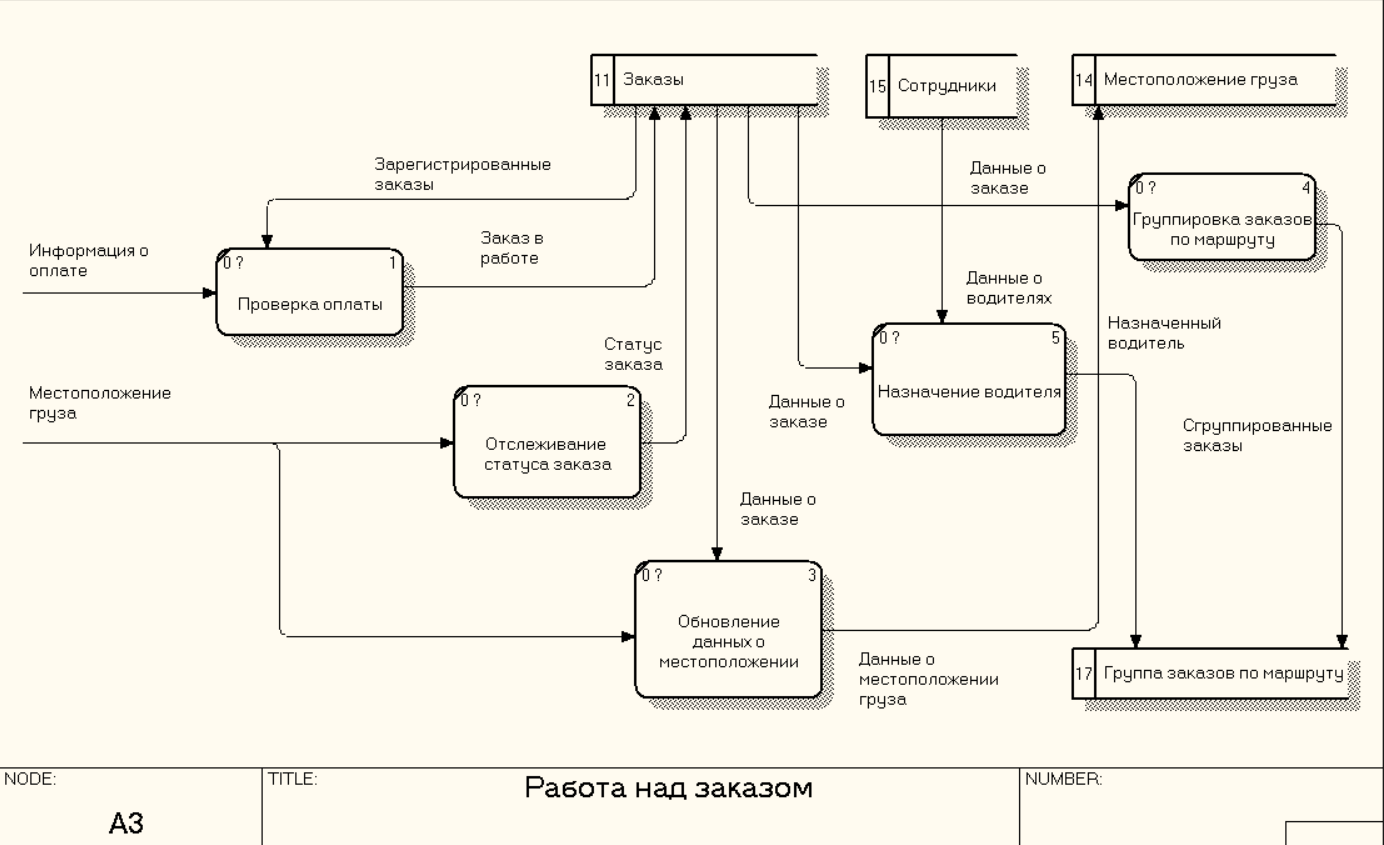 11 Заказы
15 Сотрудники
14 Местоположение груза
Зарегистрированные
заказы
Данные о
заказе
0 ? 4
Группировка заказов
по маршруту
Информация о
оплате
Заказ в
работе
0 ? 1
Проверка оплаты
Данные о
водителях
Назначенный
водитель
0 ? 5
Назначение водителя
Статус
заказа
Местоположение
груза
0 ? 2
Отслеживание
статуса заказа
Данные о
заказе
Сгруппированные
заказы
Данные о
заказе
0 ? 3
Обновление
данных о
местоположении
Данные о
местоположении
груза
17 Группа заказов по маршруту
NODE:
A3
TITLE:
Работа над заказом
NUMBER: